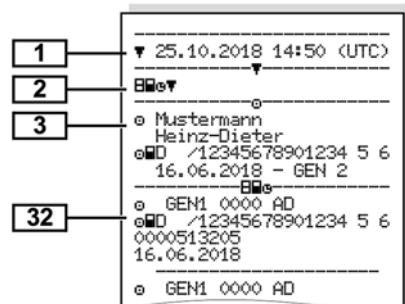 1
▼ 25.10.2018 14:50 (UTC)
2
3
Mustermann
Heinz-Dieter
D /12345678901234 5 6
16.06.2018 - GEN 2
32
GEN1 0000 AD
D /12345678901234 5 6
0000513205
16.06.2018
GEN1 0000 AD